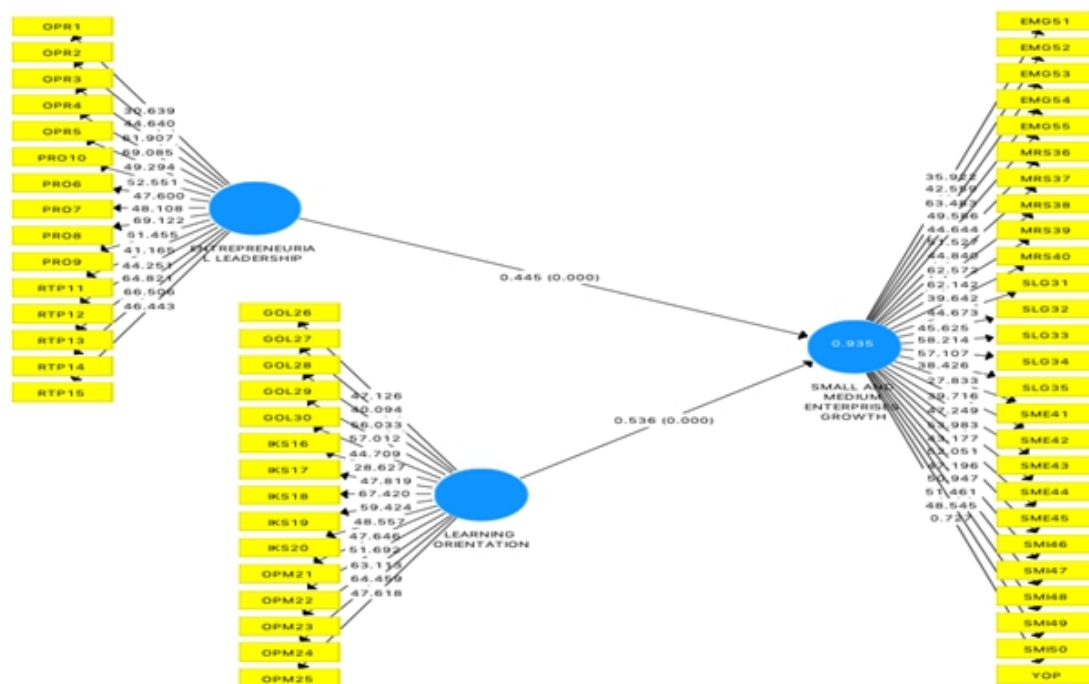 OPR1
OPR2
OPR3
OPR4
OPR5
PRO10
PRO6
PRO7
PRO8
PRO9
RTP11
RTP12
RTP13
RTP14
RTP15
30.639
44.640
61.907
69.085
49.294
52.551
47.600
48.108
69.122
51.455
41.165
44.251
64.821
66.506
46.443
ENTREPRENEURIA
L LEADERSHIP
0.445 (0.000)
GOL26
GOL27
GOL28
GOL29
GOL30
IKS16
IKS17
IKS18
IKS19
IKS20
OPM21
OPM22
OPM23
OPM24
OPM25
47.126
40.094
56.033
57.012
44.709
28.627
47.819
67.420
59.424
48.557
47.646
51.692
63.113
64.459
47.618
LEARNING
ORIENTATION
0.536 (0.000)
0.935
SMALL AND
MEDIUM
ENTERPRISES
GROWTH
35.922
42.559
63.483
49.586
44.644
51.527
44.840
62.572
62.142
39.642
44.673
45.625
58.214
57.107
38.426
27.833
39.716
47.249
53.983
43.177
52.051
47.196
50.947
51.461
48.545
0.727
EMG51
EMG52
EMG53
EMG54
EMG55
MRS36
MRS37
MRS38
MRS39
MRS40
SLG31
SLG32
SLG33
SLG34
SLG35
SME41
SME42
SME43
SME44
SME45
SMI46
SMI47
SMI48
SMI49
SMI50
YOP